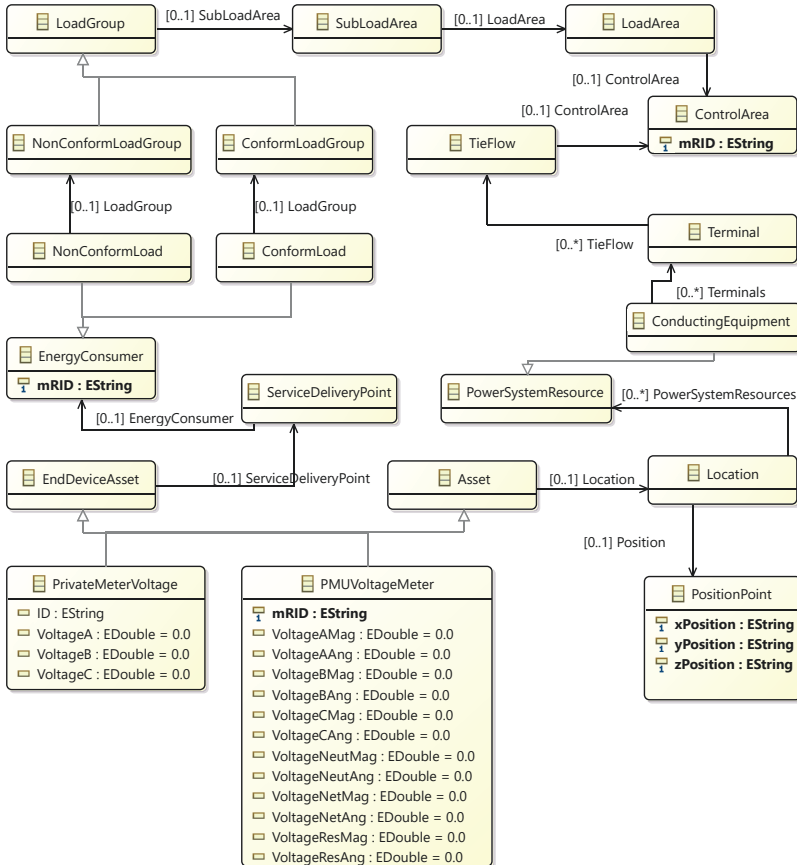 LoadGroup
[0..1] SubLoadArea
SubLoadArea
[0..1] LoadArea
LoadArea
[0..1] ControlArea
[0..1] ControlArea
ControlArea
mRID : EString
NonConformLoadGroup
ConformLoadGroup
TieFlow
[0..1] LoadGroup
[0..1] LoadGroup
NonConformLoad
ConformLoad
Terminal
[0..*] TieFlow
[0..*] Terminals
ConductingEquipment
EnergyConsumer
mRID : EString
ServiceDeliveryPoint
PowerSystemResource
[0..*] PowerSystemResources
[0..1] EnergyConsumer
EndDeviceAsset
[0..1] ServiceDeliveryPoint
Asset
[0..1] Location
Location
[0..1] Position
PrivateMeterVoltage
ID : EString
VoltageA : EDouble = 0.0
VoltageB : EDouble = 0.0
VoltageC : EDouble = 0.0
PMUVoltageMeter
mRID : EString
VoltageAMag : EDouble = 0.0
VoltageAAng : EDouble = 0.0
VoltageBMag : EDouble = 0.0
VoltageBAng : EDouble = 0.0
VoltageCMag : EDouble = 0.0
VoltageCAng : EDouble = 0.0
VoltageNeutMag : EDouble = 0.0
VoltageNeutAng : EDouble = 0.0
VoltageNetMag : EDouble = 0.0
VoltageNetAng : EDouble = 0.0
VoltageResMag : EDouble = 0.0
VoltageResAng : EDouble = 0.0
PositionPoint
xPosition : EString
yPosition : EString
zPosition : EString